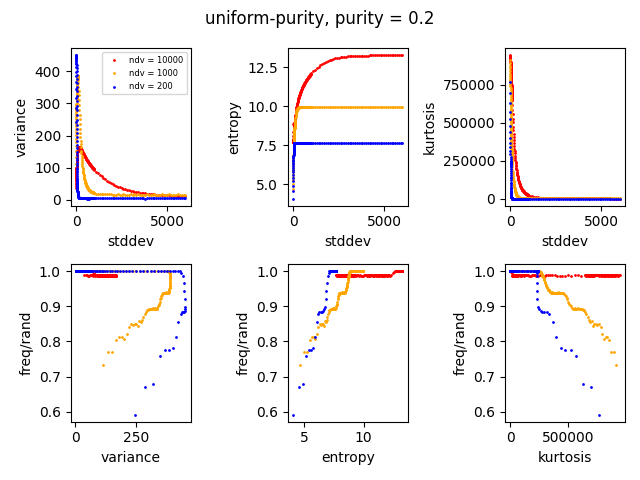 uniform-purity, purity = 0.2
variance
400
300
200
100
0
ndv = 10000
ndv = 1000
ndv = 200
0
5000
stddev
entropy
12.5
10.0
7.5
5.0
0
5000
stddev
kurtosis
750000
500000
250000
0
0
5000
stddev
freq/rand
1.0
0.9
0.8
0.7
0.6
0
250
variance
freq/rand
1.0
0.9
0.8
0.7
0.6
5
10
entropy
freq/rand
1.0
0.9
0.8
0.7
0.6
0
500000
kurtosis